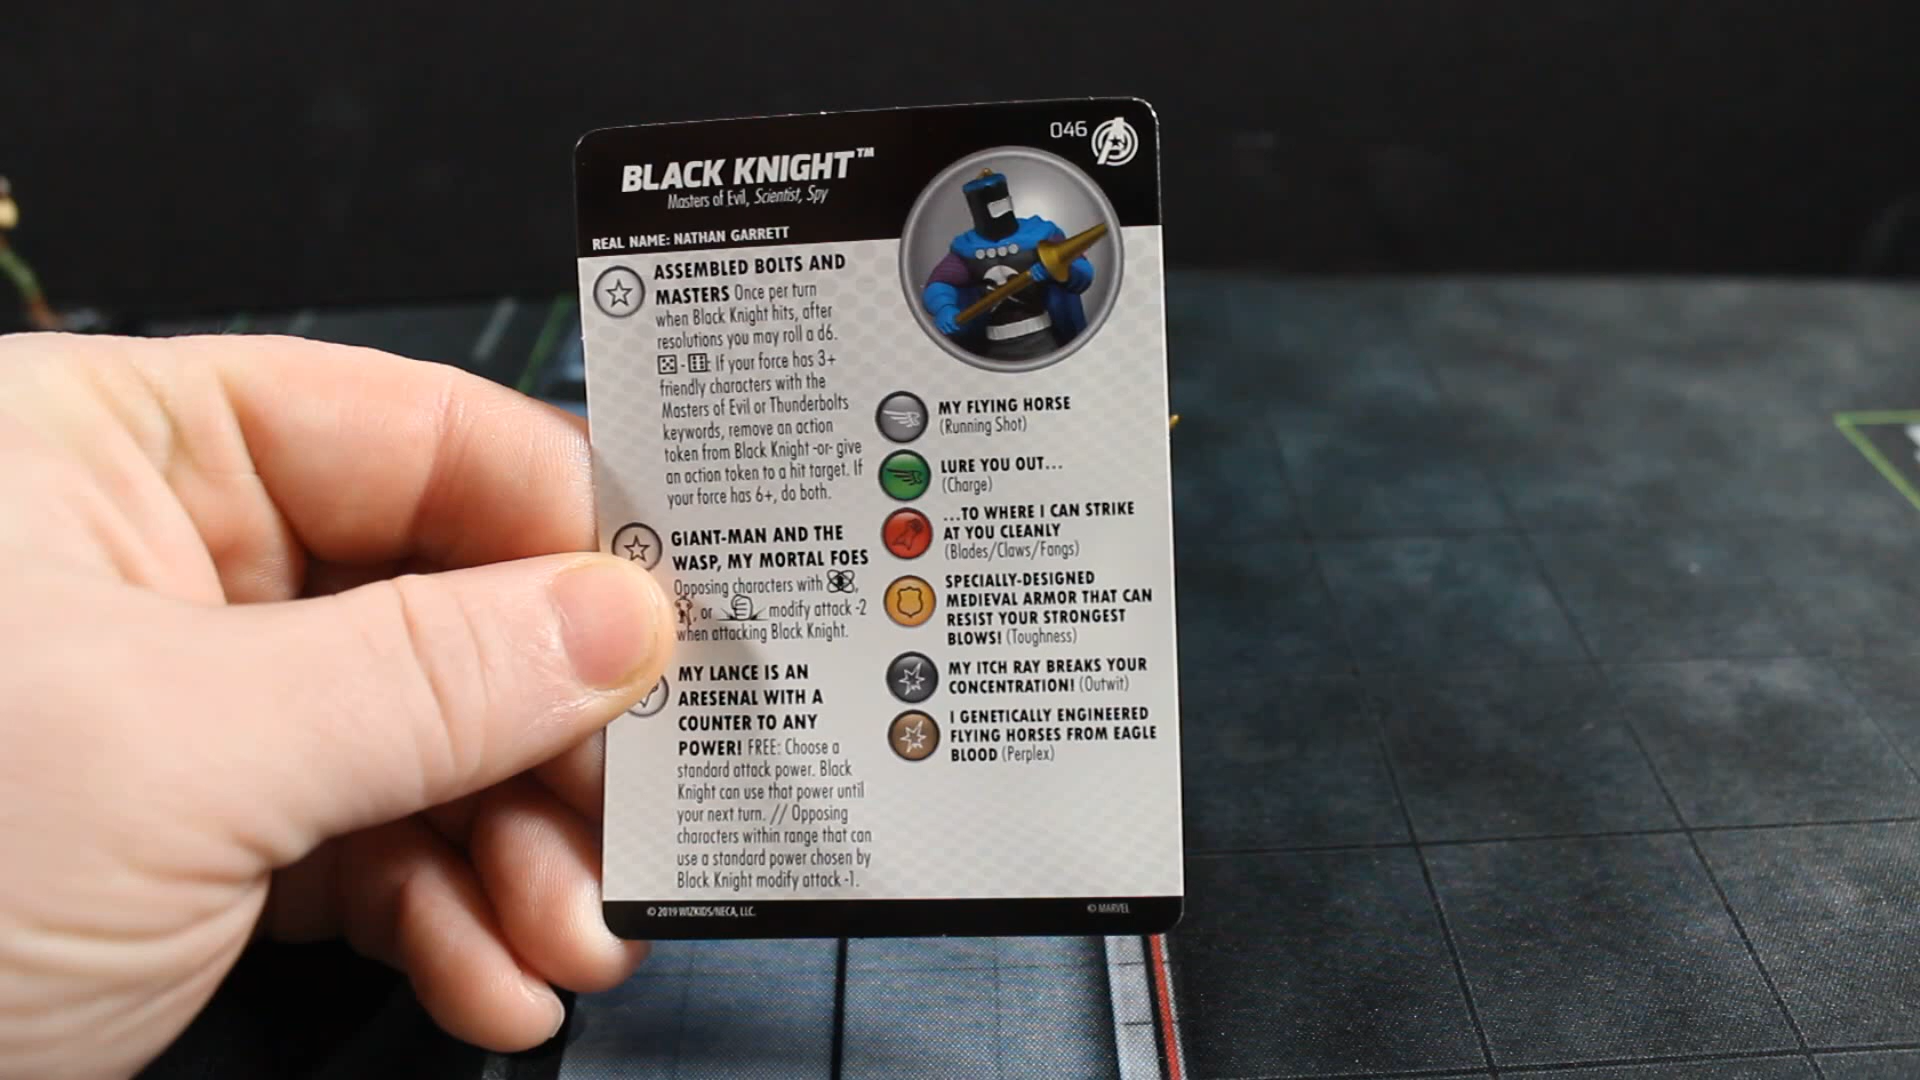 046
BLACK KNIGHT™
Masters of Evil, Scientist, Spy
REAL NAME: NATHAN GARRETT
ASSEMBLED BOLTS AND
MASTERS Once per turn
when Black Knight hits, after
resolutions you may roll a d6.
- : If your force has 3+
friendly characters with the
Masters of Evil or Thunderbolts
keywords, remove an action
token from Black Knight -or- give
an action token to a hit target. If
your force has 6+, do both.
GIANT-MAN AND THE
WASP, MY MORTAL FOES
Opposing characters with ,
, or modify attack -2
when attacking Black Knight.
MY LANCE IS AN
ARESENAL WITH A
COUNTER TO ANY
POWER! FREE: Choose a
standard attack power. Black
Knight can use that power until
your next turn. // Opposing
characters within range that can
use a standard power chosen by
Black Knight modify attack -1.
MY FLYING HORSE
(Running Shot)
LURE YOU OUT...
(Charge)
...TO WHERE I CAN STRIKE
AT YOU CLEANLY
(Blades/Claws/Fangs)
SPECIALLY-DESIGNED
MEDIEVAL ARMOR THAT CAN
RESIST YOUR STRONGEST
BLOWS! (Toughness)
MY ITCH RAY BREAKS YOUR
CONCENTRATION! (Outwit)
I GENETICALLY ENGINEERED
FLYING HORSES FROM EAGLE
BLOOD (Perplex)
© 2019 WIZKIDS/NECA, LLC.
© MARVEL